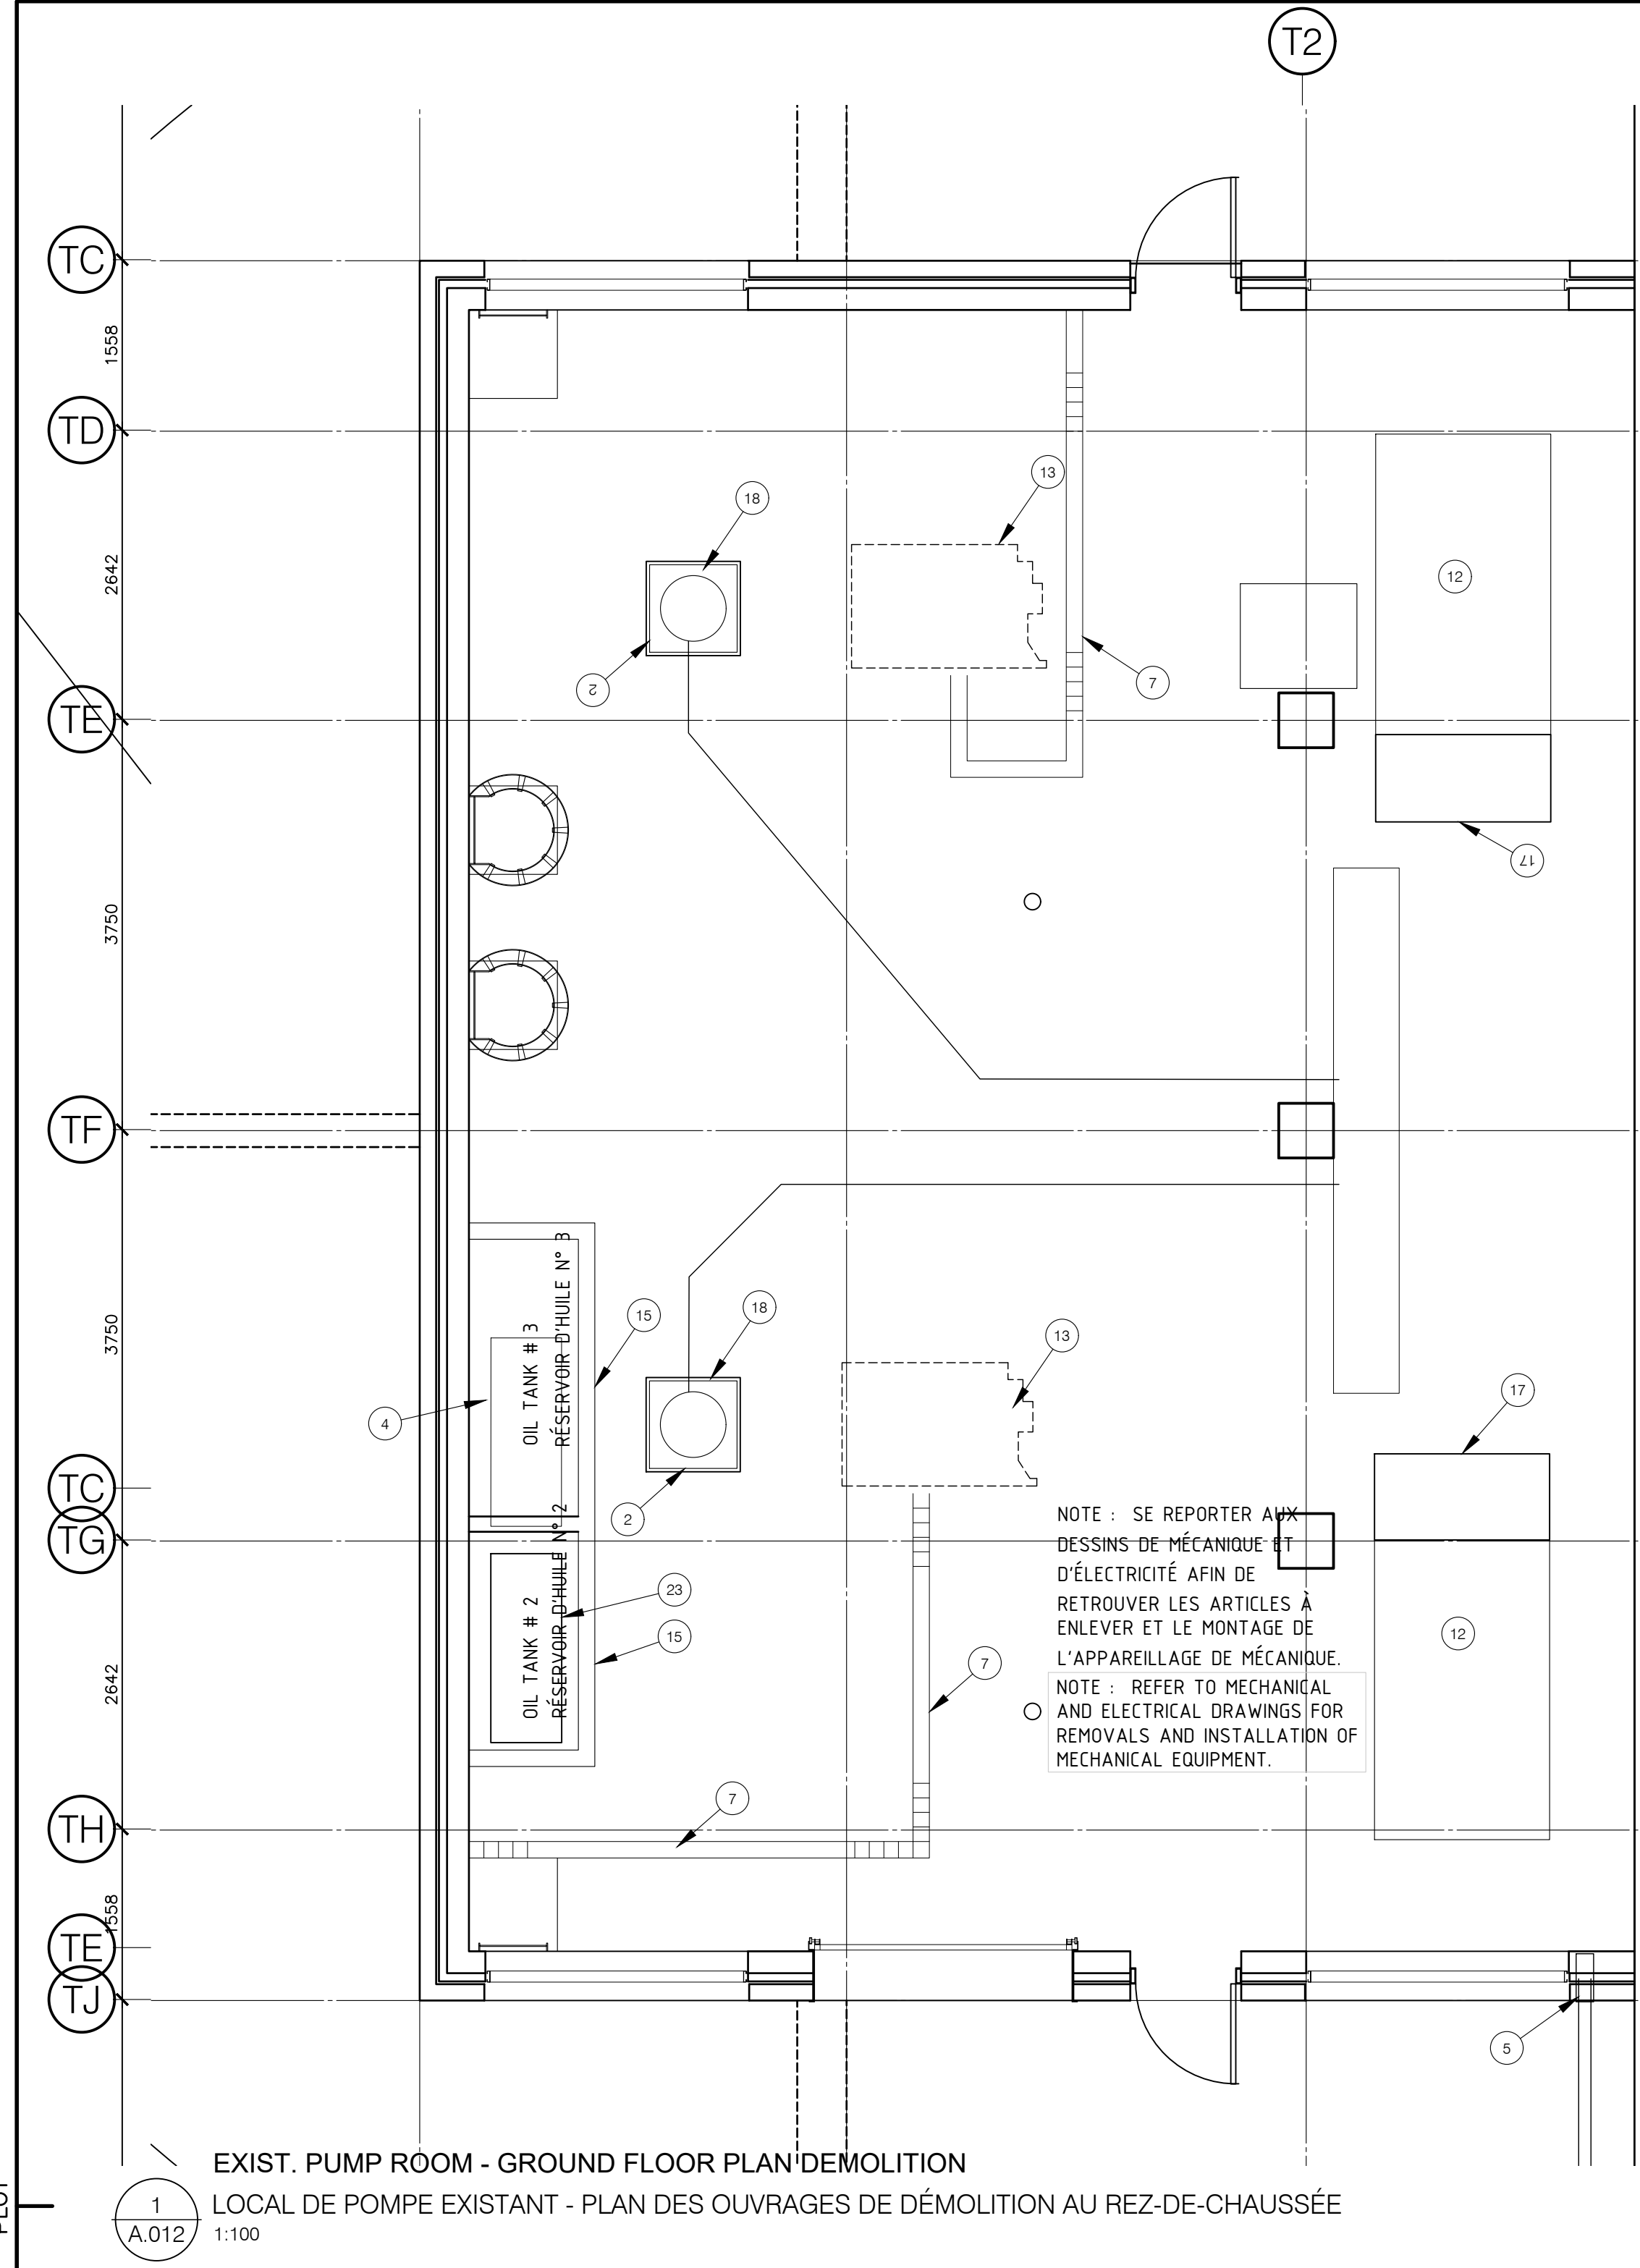 T2
TC
1558
TD
13
18
2642
12
2
7
TE
17
3750
TF
OIL TANK # 3
RÉSERVOIR D'HUILE N° 3
15
18
3750
13
4
17
TC
2
TG
NOTE : SE REPORTER AUX
DESSINS DE MÉCANIQUE ET
D'ÉLECTRICITÉ AFIN DE
RETROUVER LES ARTICLES À
ENLEVER ET LE MONTAGE DE
L'APPAREILLAGE DE MÉCANIQUE.
OIL TANK # 2
RÉSERVOIR D'HUILE N° 2
23
15
12
7
2642
NOTE : REFER TO MECHANICAL
AND ELECTRICAL DRAWINGS FOR
REMOVALS AND INSTALLATION OF
MECHANICAL EQUIPMENT.
7
TH
1558
TE
TJ
5
EXIST. PUMP ROOM - GROUND FLOOR PLAN DEMOLITION
1
A.012
LOCAL DE POMPE EXISTANT - PLAN DES OUVRAGES DE DÉMOLITION AU REZ-DE-CHAUSSÉE
1:100